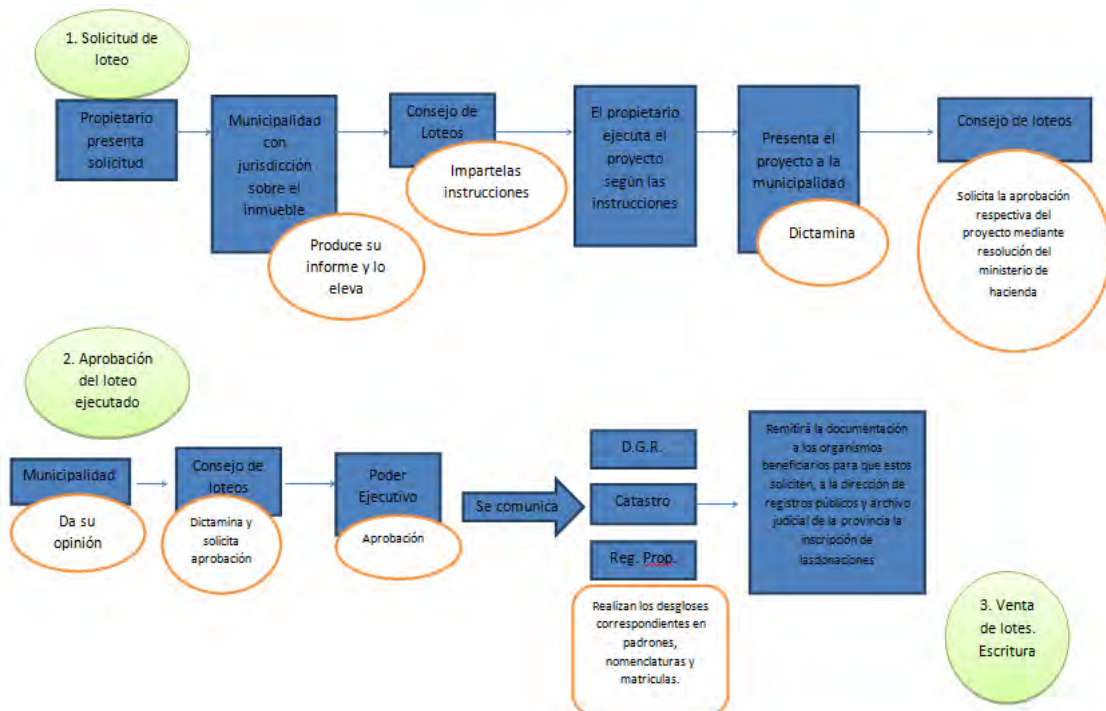 1. Solicitud de
loteo
Propietario
presenta
solicitud
Municipalidad
con
jurisdicción
sobre el
inmueble
Produce su
informe y lo
eleva
Consejo de
Loteos
Impartelas
instrucciones
El propietario
ejecuta el
proyecto
según las
instrucciones
Presenta el
proyecto a la
municipalidad
Dictamina
Consejo de loteos
Solicita la aprobación
respectiva del
proyecto mediante
resolución del
ministerio de
hacienda
2. Aprobación
del loteo
ejecutado
Municipalidad
Da su
opinión
Consejo de
loteos
Dictamina y
solicita
aprobación
Poder
Ejecutivo
Aprobación
Se comunica
D.G.R.
Catastro
Reg. Prop.
Realizan los desgloses
correspondientes en
padrones,
nomenclaturas y
matriculas.
Remitirá la documentación
a los organismos
beneficiarios para que estos
soliciten, a la dirección de
registros públicos y archivo
judicial de la provincia la
inscripción de
lasdonaciones
3. Venta
de lotes.
Escritura